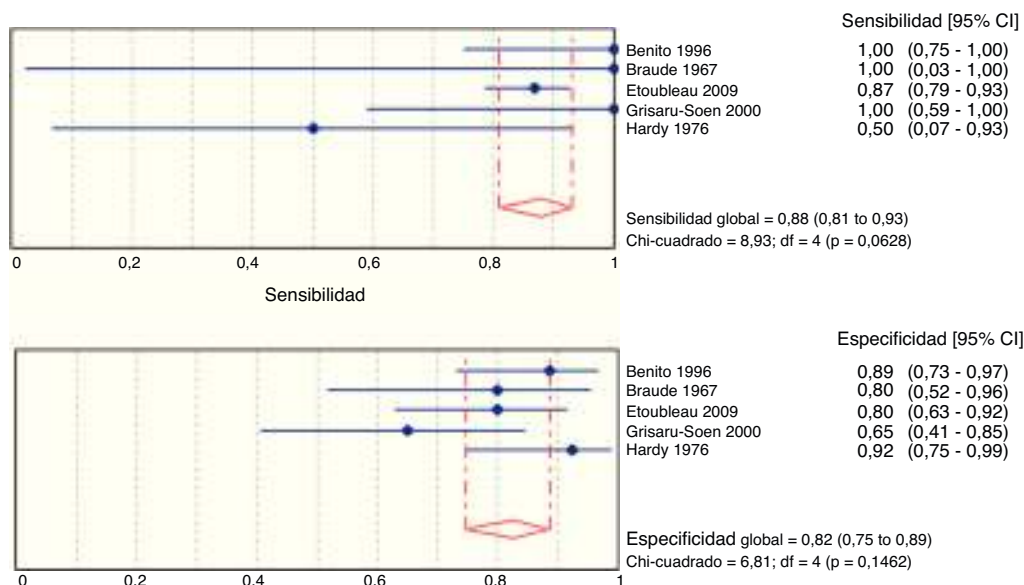 Sensibilidad [95% CI]
Benito 1996 1,00 (0,75 - 1,00)
Braude 1967 1,00 (0,03 - 1,00)
Etoubleau 2009 0,87 (0,79 - 0,93)
Grisaru-Soen 2000 1,00 (0,59 - 1,00)
Hardy 1976 0,50 (0,07 - 0,93)
Sensibilidad global = 0,88 (0,81 to 0,93)
Chi-cuadrado = 8,93; df = 4 (p = 0,0628)
0 0,2 0,4 0,6 0,8 1
Sensibilidad
Especificidad [95% CI]
Benito 1996 0,89 (0,73 - 0,97)
Braude 1967 0,80 (0,52 - 0,96)
Etoubleau 2009 0,80 (0,63 - 0,92)
Grisaru-Soen 2000 0,65 (0,41 - 0,85)
Hardy 1976 0,92 (0,75 - 0,99)
Especificidad global = 0,82 (0,75 to 0,89)
Chi-cuadrado = 6,81; df = 4 (p = 0,1462)
0 0,2 0,4 0,6 0,8 1